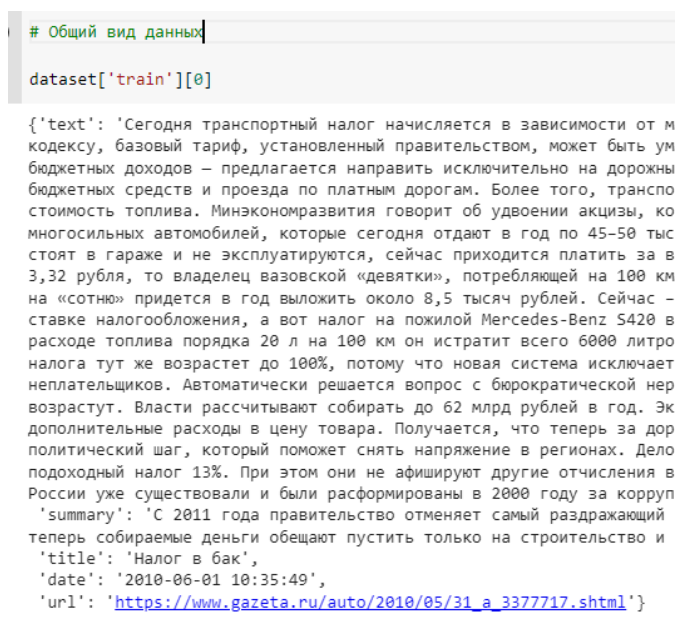 # Общий вид данных
dataset['train'][0]
{'text': 'Сегодня транспортный налог начисляется в зависимости от м
кодексу, базовый тариф, установленный правительством, может быть ум
бюджетных доходов — предлагается направить исключительно на дорожны
бюджетных средств и проезда по платным дорогам. Более того, транспо
стоимость топлива. Минэкономразвития говорит об удвоении акцизы, ко
многосильных автомобилей, которые сегодня отдают в год по 45–50 тыс
стоят в гараже и не эксплуатируются, сейчас приходится платить за в
3,32 рубля, то владелец вазовской «девятки», потребляющей на 100 км
на «сотню» придется в год выложить около 8,5 тысяч рублей. Сейчас –
ставке налогообложения, а вот налог на пожилой Mercedes-Benz S420 в
расходе топлива порядка 20 л на 100 км он истратит всего 6000 литро
налога тут же возрастет до 100%, потому что новая система исключает
неплательщиков. Автоматически решается вопрос с бюрократической нер
возрастут. Власти рассчитывают собирать до 62 млрд рублей в год. Эк
дополнительные расходы в цену товара. Получается, что теперь за дор
политический шаг, который поможет снять напряжение в регионах. Дело
подоходный налог 13%. При этом они не афишируют другие отчисления в
России уже существовали и были расформированы в 2000 году за корруп
'summary': 'С 2011 года правительство отменяет самый раздражающий
теперь собираемые деньги обещают пустить только на строительство и
'title': 'Налог в бак',
'date': '2010-06-01 10:35:49',
'url': 'https://www.gazeta.ru/auto/2010/05/31_a_3377717.shtml'}